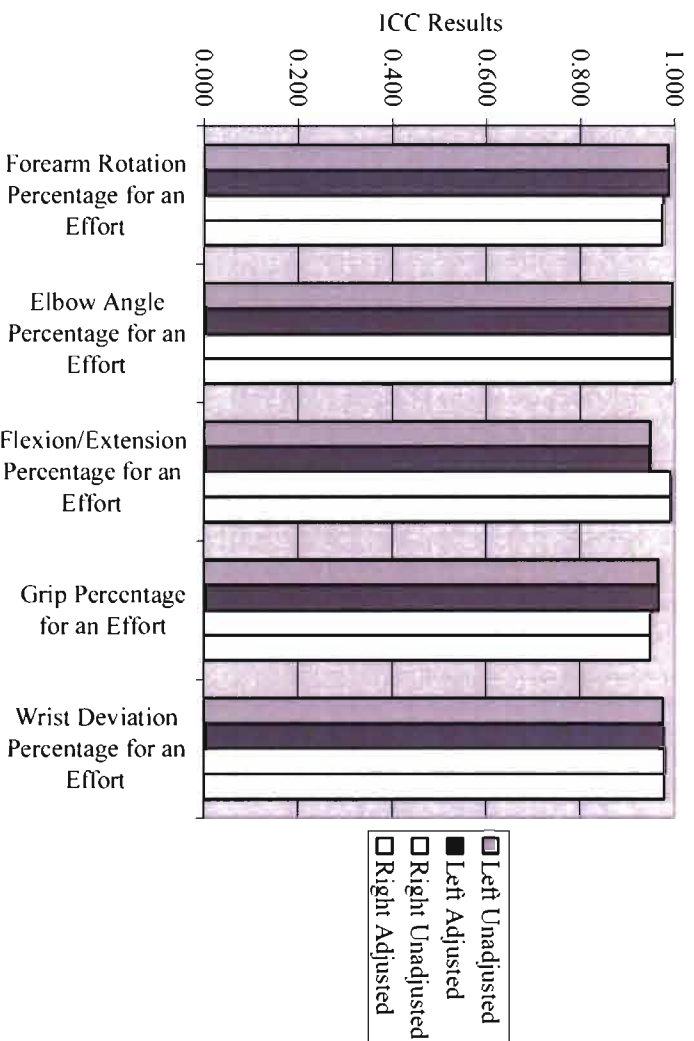 ICC Results
1.000
0.800
0.600
0.400
0.200
0.000
Forearm Rotation
Percentage for an
Effort
Elbow Angle
Percentage for an
Effort
Flexion/Extension
Percentage for an
Effort
Grip Percentage
for an Effort
Wrist Deviation
Percentage for an
Effort
Left Unadjusted
Left Adjusted
Right Unadjusted
Right Adjusted